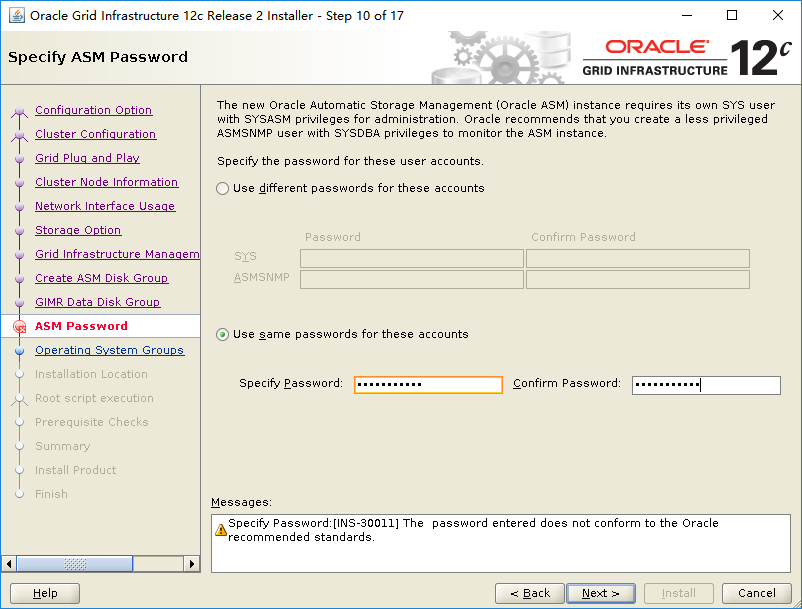 Oracle Grid Infrastructure 12c Release 2 Installer - Step 10 of 17
Specify ASM Password
ORACLE
GRID INFRASTRUCTURE
12c
Configuration Option
Cluster Configuration
Grid Plug and Play
Cluster Node Information
Network Interface Usage
Storage Option
Grid Infrastructure Managem
Create ASM Disk Group
GIMR Data Disk Group
ASM Password
Operating System Groups
Installation Location
Root script execution
Prerequisite Checks
Summary
Install Product
Finish
The new Oracle Automatic Storage Management (Oracle ASM) instance requires its own SYS user
with SYSASM privileges for administration. Oracle recommends that you create a less privileged
ASMSNMP user with SYSDBA privileges to monitor the ASM instance.
Specify the password for these user accounts.
Use different passwords for these accounts
Password Confirm Password
SYS
ASMSNMP
Use same passwords for these accounts
Specify Password: ••••••••••• Confirm Password: •••••••••••
Messages:
Specify Password:[INS-30011] The  password entered does not conform to the Oracle
recommended standards.
Help < Back Next > Install Cancel